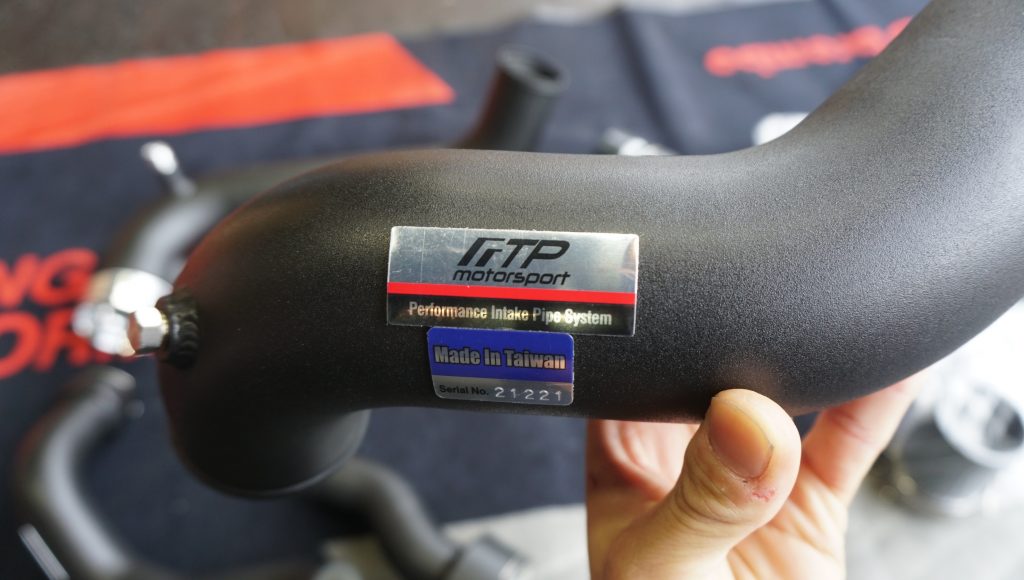 FTP
motorsport
Performance Intake Pipe System
Made In Taiwan
Serial No. 21221